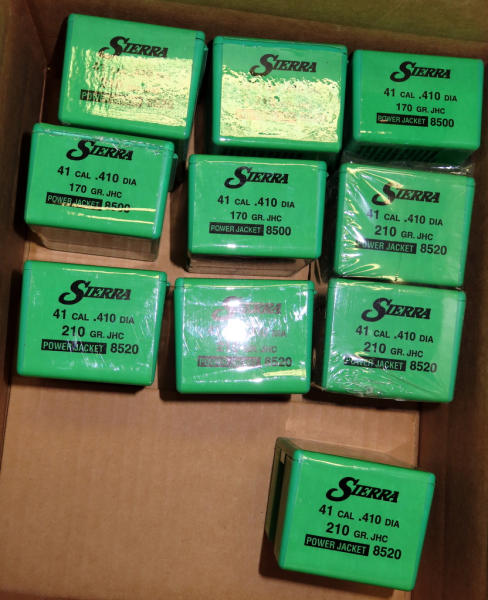 SIERRA
POWER JACKET
SIERRA
SIERRA
41 CAL .410 DIA
170 GR. JHC
POWER JACKET 8500
SIERRA
41 CAL .410 DIA
170 GR. JHC
POWER JACKET 8500
SIERRA
41 CAL .410 DIA
170 GR. JHC
POWER JACKET 8500
SIERRA
41 CAL .410 DIA
210 GR. JHC
POWER JACKET 8520
SIERRA
41 CAL .410 DIA
210 GR. JHC
POWER JACKET 8520
SIERRA
DIA
JHC
8520
SIERRA
41 CAL .410 DIA
210 GR. JHC
POWER JACKET 8520
SIERRA
41 CAL .410 DIA
210 GR. JHC
POWER JACKET 8520